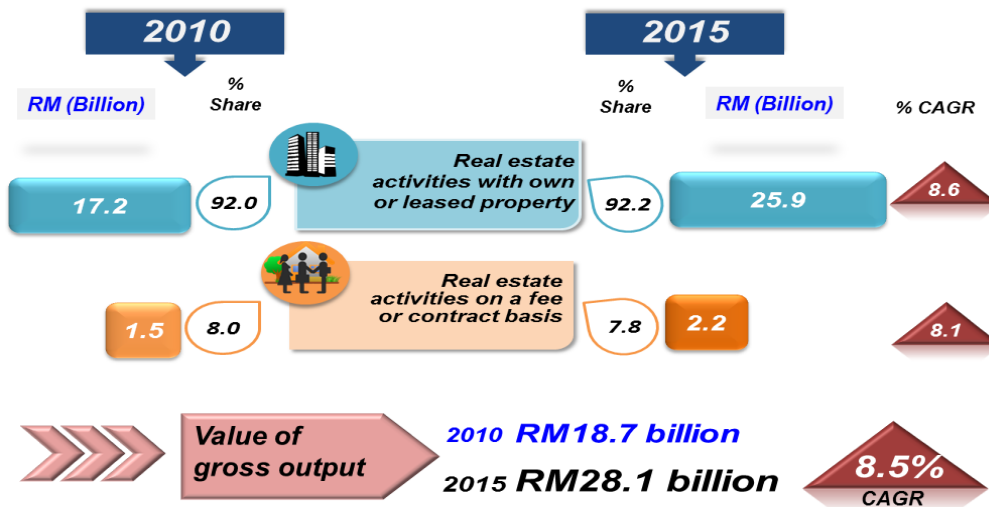 2010
2015
RM (Billion)
%
Share
%
Share
RM (Billion)
% CAGR
17.2
92.0
Real estate
activities with own
or leased property
92.2
25.9
8.6
1.5
8.0
Real estate
activities on a fee
or contract basis
7.8
2.2
8.1
Value of
gross output
2010 RM18.7 billion
2015 RM28.1 billion
8.5%
CAGR